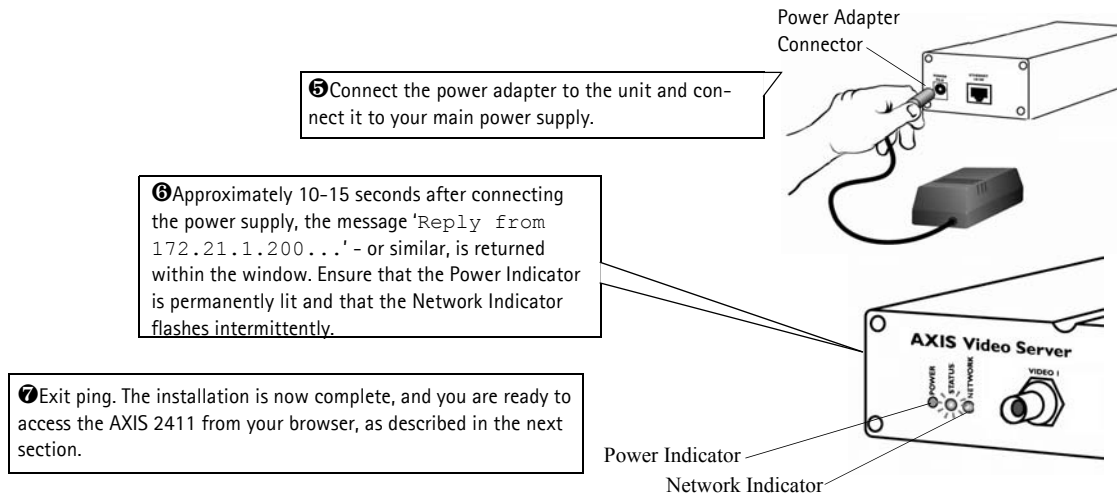 Power Adapter
Connector
❺Connect the power adapter to the unit and con-
nect it to your main power supply.
❻Approximately 10-15 seconds after connecting
the power supply, the message ‘Reply from
172.21.1.200...’ - or similar, is returned
within the window. Ensure that the Power Indicator
is permanently lit and that the Network Indicator
flashes intermittently.
AXIS Video Server
POWER
STATUS
NETWORK
VIDEO 1
❼Exit ping. The installation is now complete, and you are ready to
access the AXIS 2411 from your browser, as described in the next
section.
Power Indicator
Network Indicator